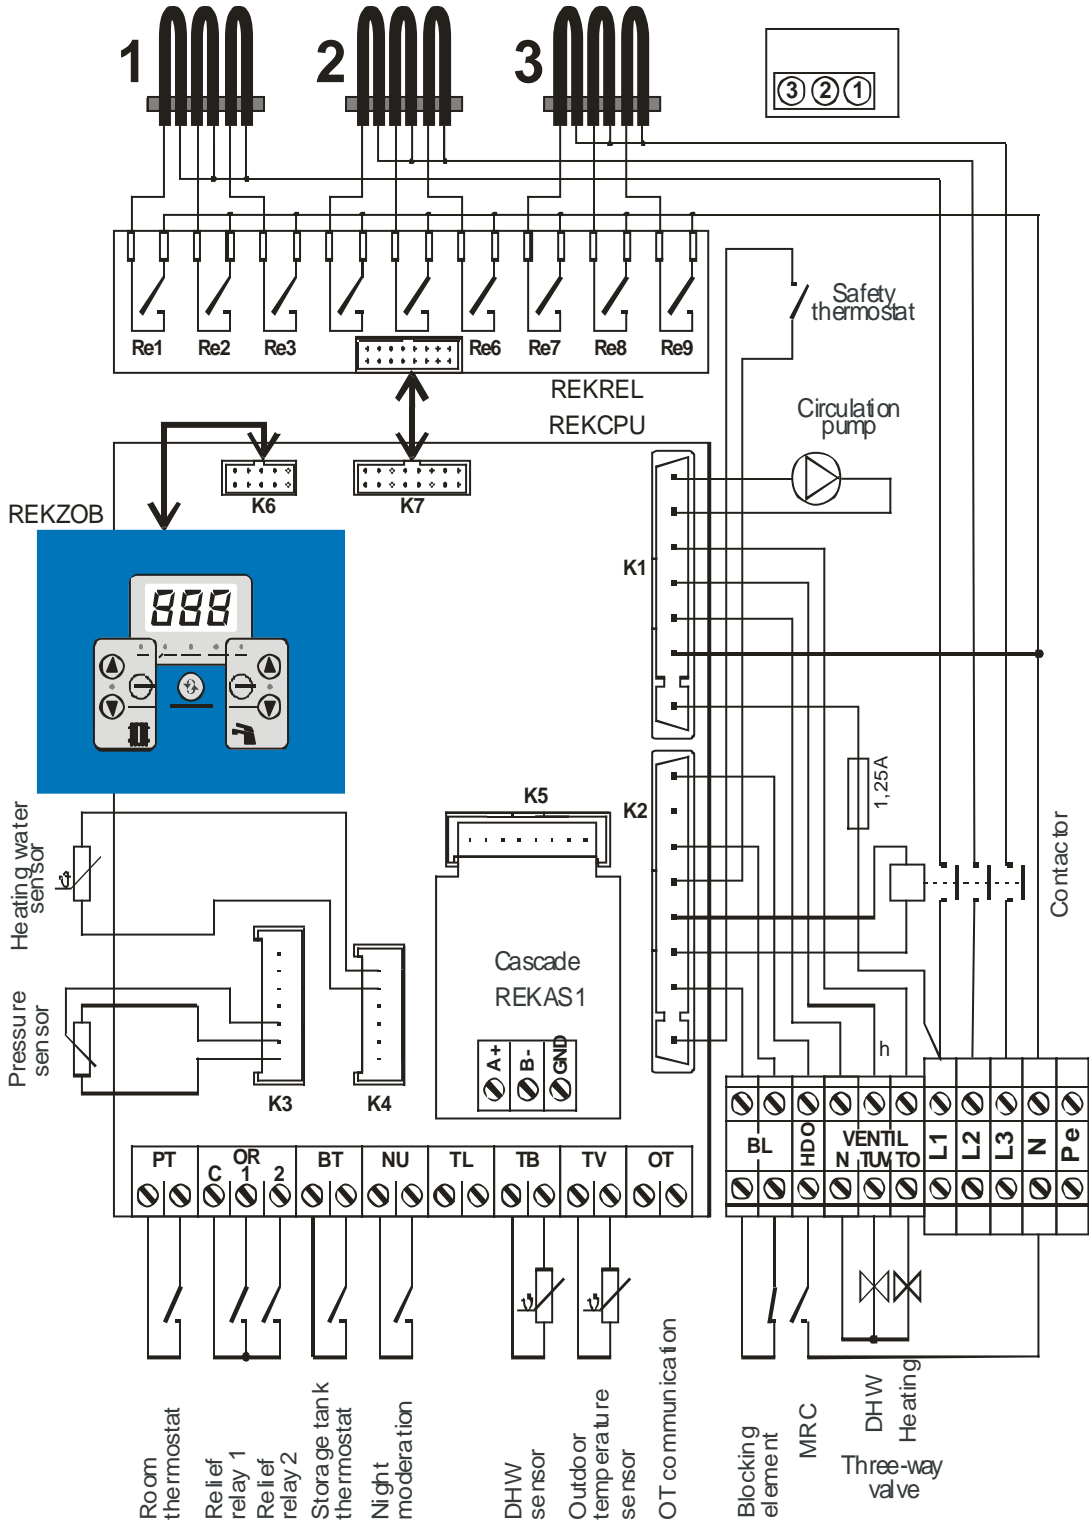 1 2 3
3 2 1
Re1 Re2 Re3 Re6 Re7 Re8 Re9
Safety
thermostat
REKREL
REKCPU
Circulation
pump
K6 K7
REKZOB
K1
888
1,25A
K5
K2
Heating water
sensor
Contactor
Cascade
REKAS1
Pressure
sensor
A+ B- GND
h
K3 K4
PT OR BT NU TL TB TV OT
C 1 2
BL HDO VENTIL L1 L2 L3 N Pe
N TUV TO
Room
thermostat
Relief
relay 1
Relief
relay 2
Storage tank
thermostat
Night
moderation
DHW
sensor
Outdoor
temperature
sensor
OT communication
Blocking
element
MRC
DHW
Heating
Three-way
valve